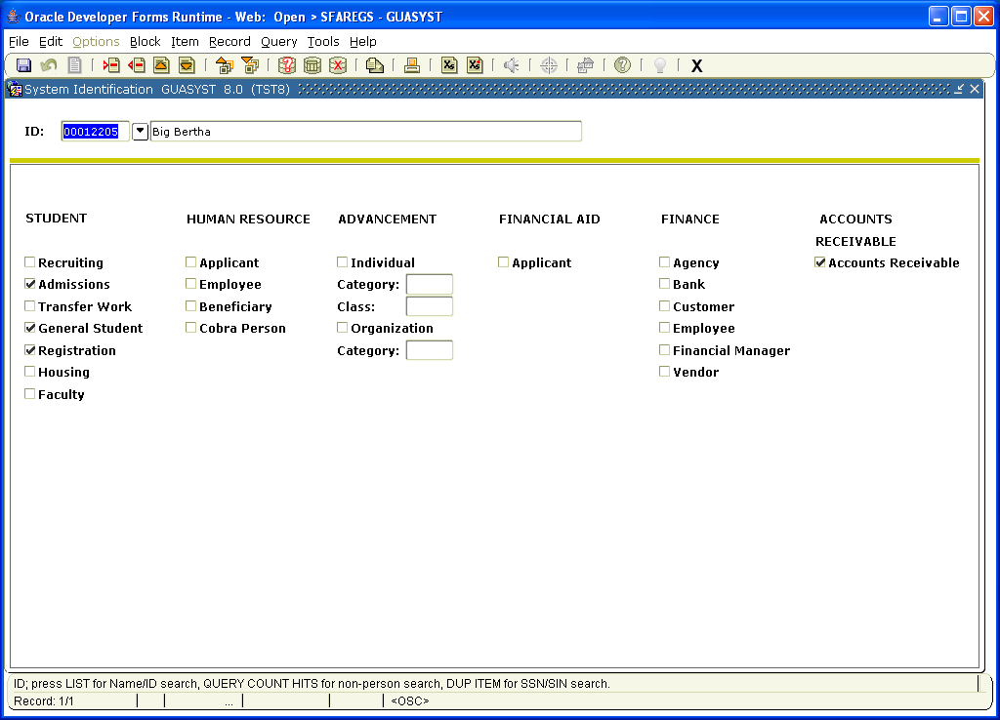 Oracle Developer Forms Runtime - Web: Open > SFAREGS - GUASYST
File Edit Options Block Item Record Query Tools Help
X
System Identification GUASYST 8.0 (TST8)
ID: 00012205 Big Bertha
STUDENT HUMAN RESOURCE ADVANCEMENT FINANCIAL AID FINANCE ACCOUNTS
RECEIVABLE
Recruiting Applicant Individual Applicant Agency Accounts Receivable
Admissions Employee Category: Bank
Transfer Work Beneficiary Class: Customer
General Student Cobra Person Organization Employee
Registration Category: Financial Manager
Housing Vendor
Faculty
ID; press LIST for Name/ID search, QUERY COUNT HITS for non-person search, DUP ITEM for SSN/SIN search.
Record: 1/1 ... <OSC>